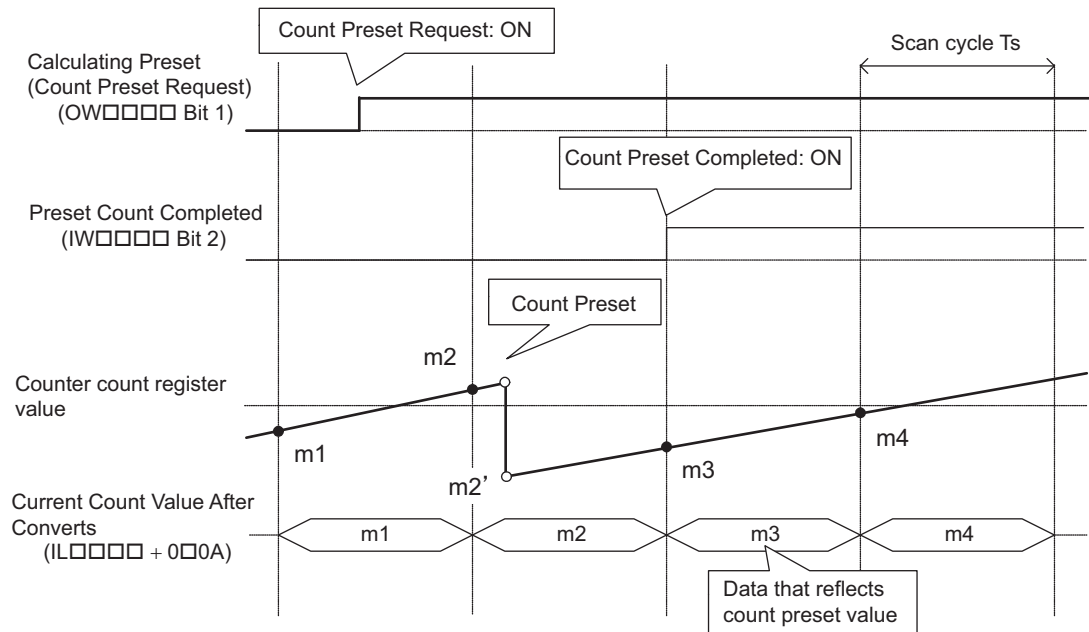 Count Preset Request: ON
Scan cycle Ts
Calculating Preset
(Count Preset Request)
(OW□□□□ Bit 1)
Count Preset Completed: ON
Preset Count Completed
(IW□□□□ Bit 2)
Count Preset
m2
Counter count register
value
m1
m2’
m3
m4
Current Count Value After
Converts
(IL□□□□ + 0□0A)
m1
m2
m3
m4
Data that reflects
count preset value